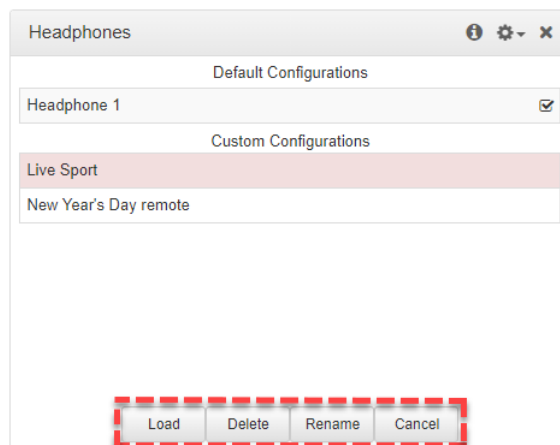 Headphones
Default Configurations
Headphone 1
Custom Configurations
Live Sport
New Year's Day remote
Load Delete Rename Cancel